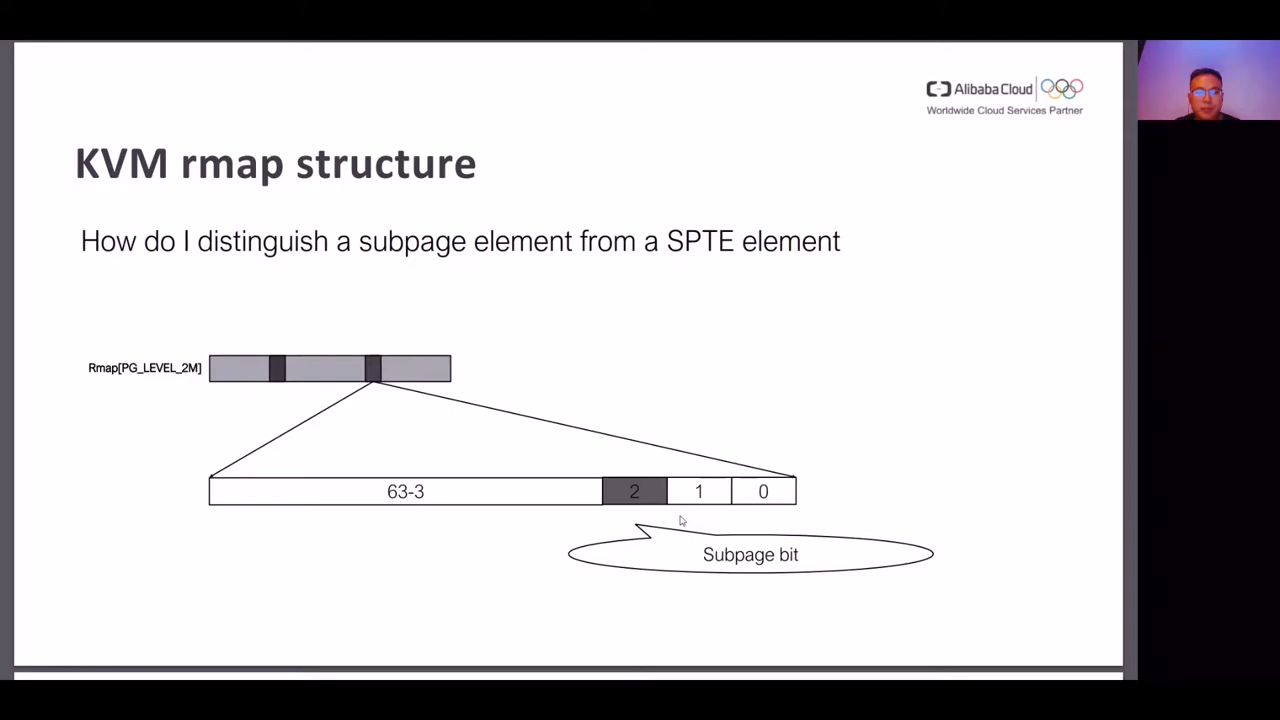 Alibaba Cloud
Worldwide Cloud Services Partner
KVM rmap structure
How do I distinguish a subpage element from a SPTE element
Rmap[PG_LEVEL_2M]
63-3 2 1 0
Subpage bit